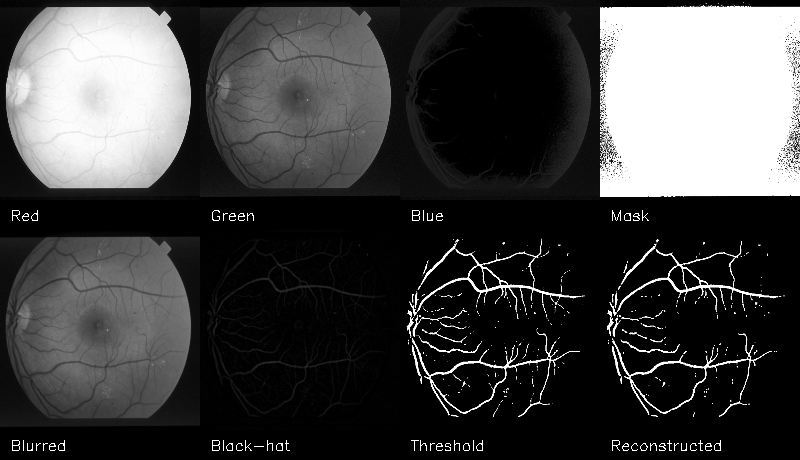 Red
Green
Blue
Mask
Blurred
Black-hat
Threshold
Reconstructed